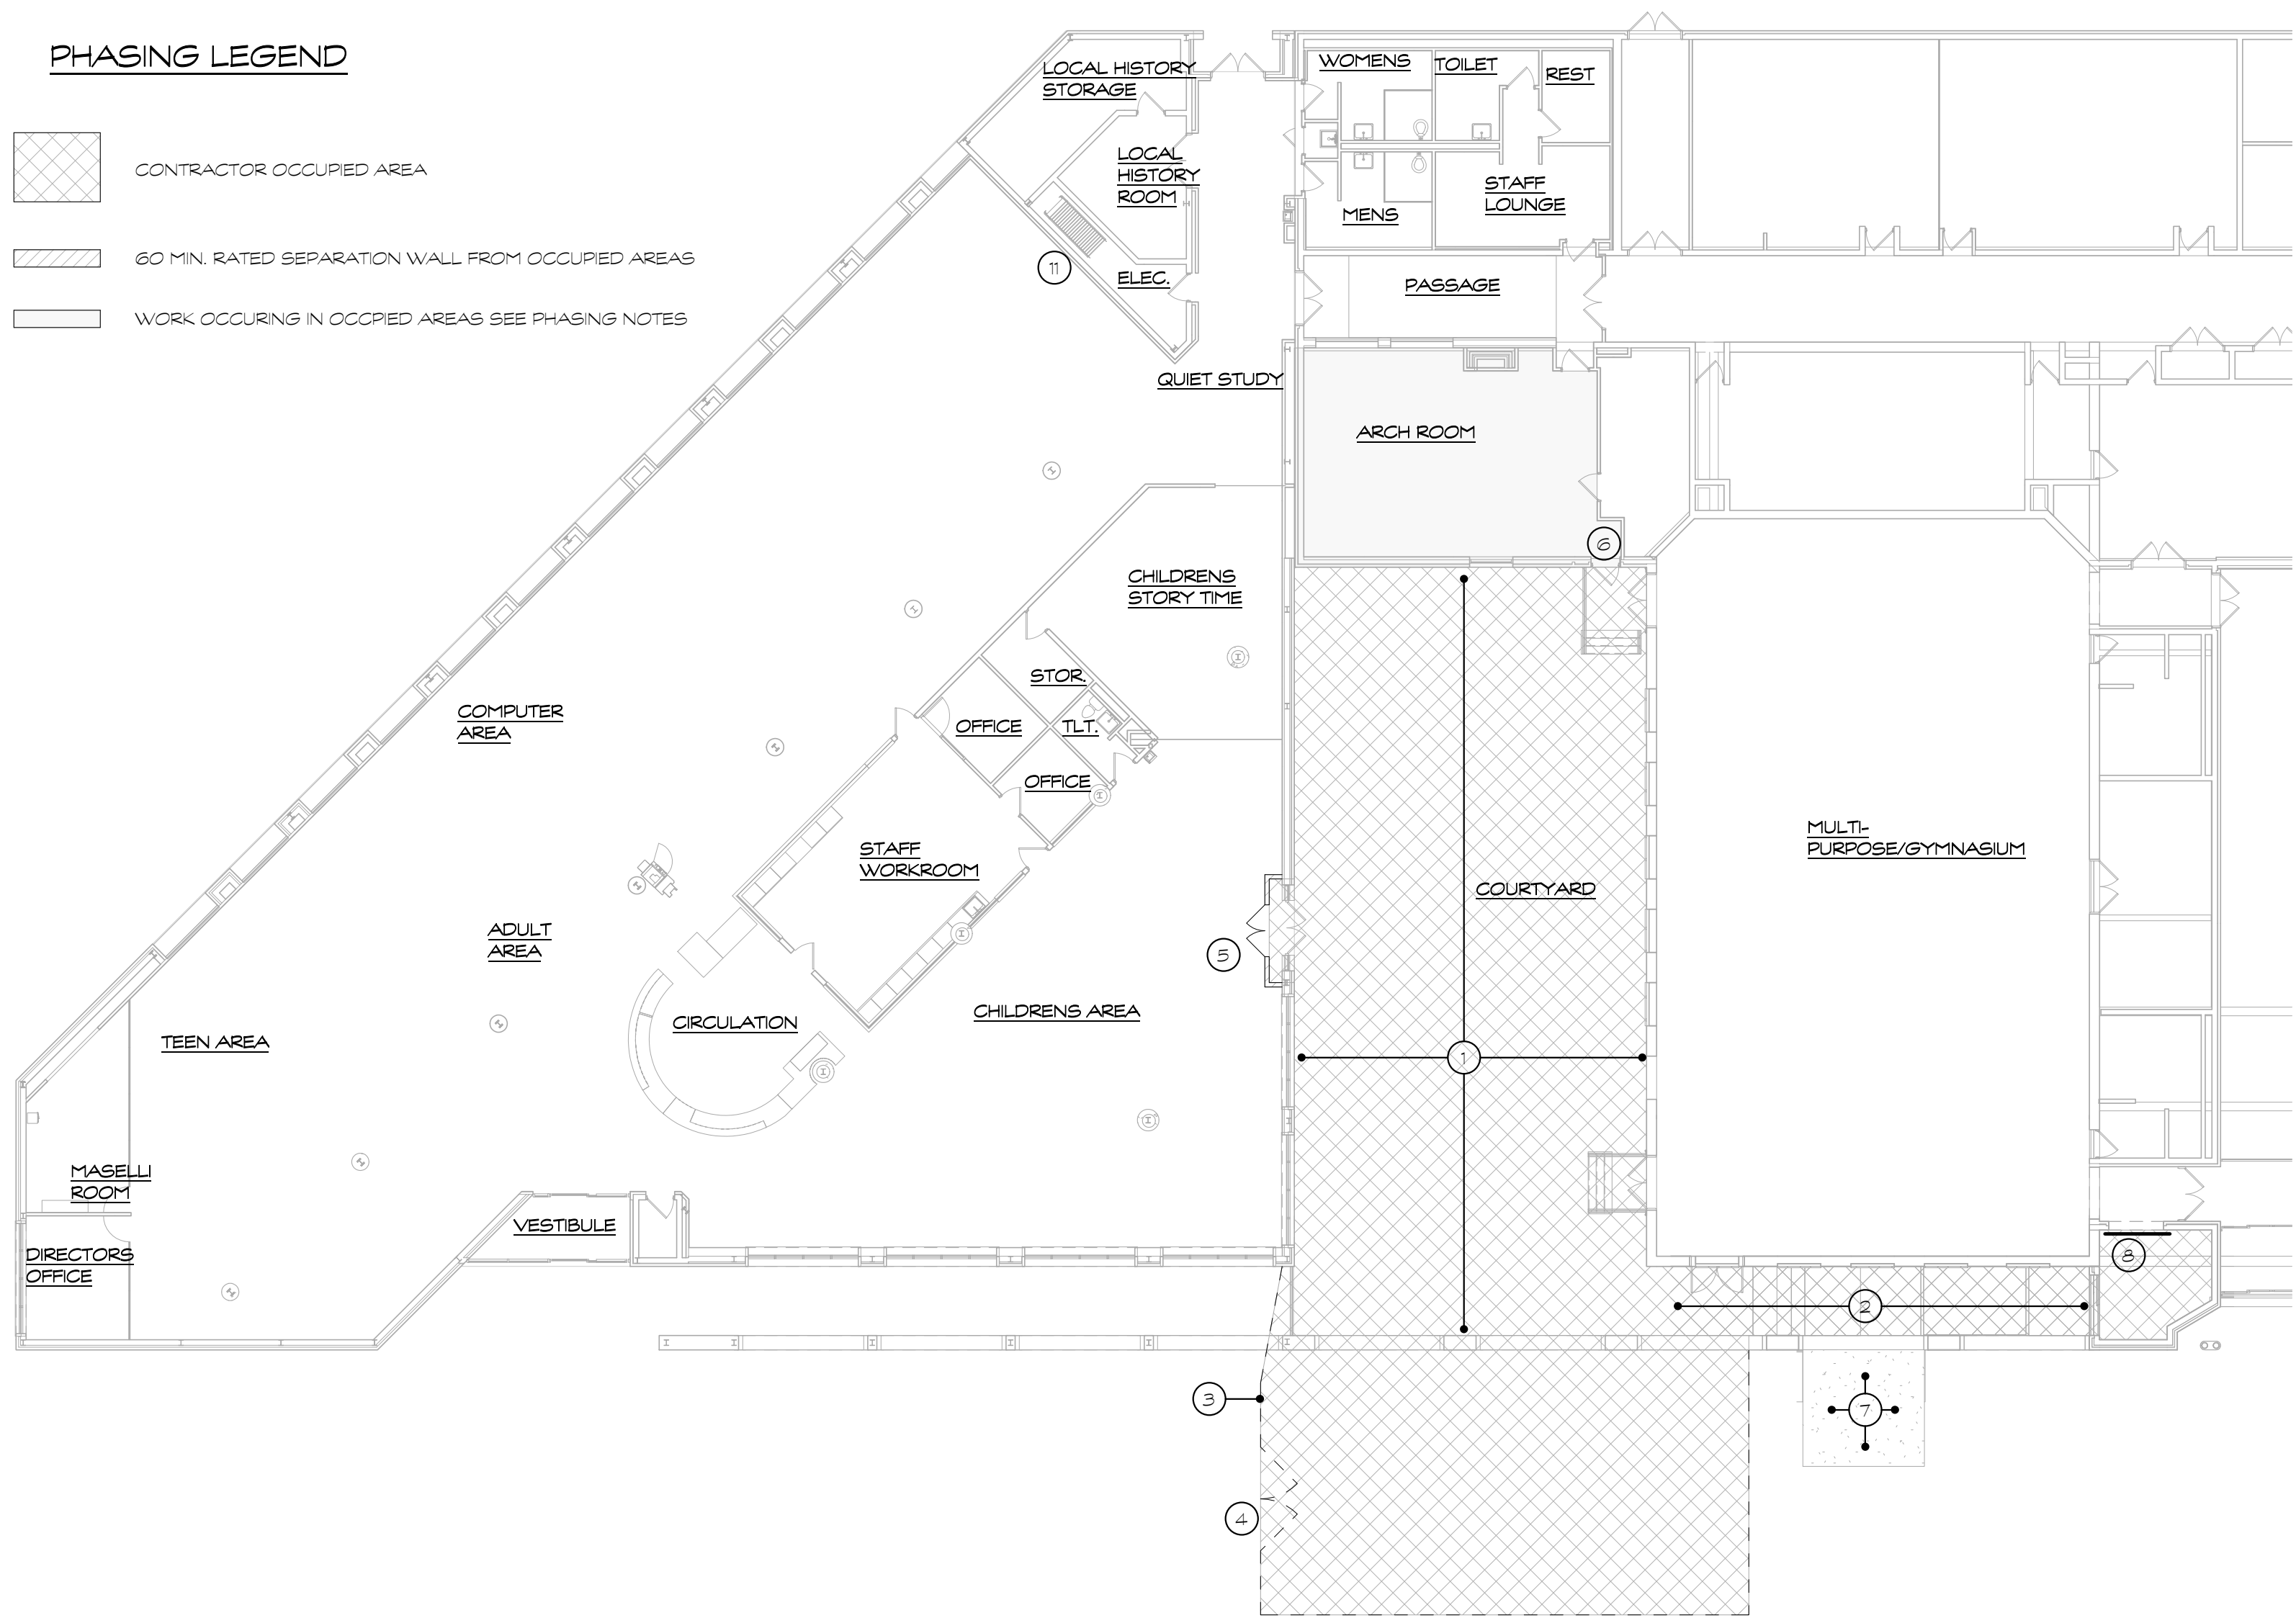 PHASING LEGEND
CONTRACTOR OCCUPIED AREA
60 MIN. RATED SEPARATION WALL FROM OCCUPIED AREAS
WORK OCCURING IN OCCPIED AREAS SEE PHASING NOTES
LOCAL HISTORY
STORAGE
LOCAL
HISTORY
ROOM
11
ELEC.
QUIET STUDY
WOMENS
TOILET
REST
MENS
STAFF
LOUNGE
PASSAGE
ARCH ROOM
6
CHILDRENS
STORY TIME
STOR.
OFFICE
TLT.
OFFICE
COMPUTER
AREA
STAFF
WORKROOM
ADULT
AREA
CIRCULATION
CHILDRENS AREA
TEEN AREA
MASELLI
ROOM
DIRECTORS
OFFICE
VESTIBULE
5
COURTYARD
MULTI-
PURPOSE/GYMNASIUM
1
8
2
3
7
4